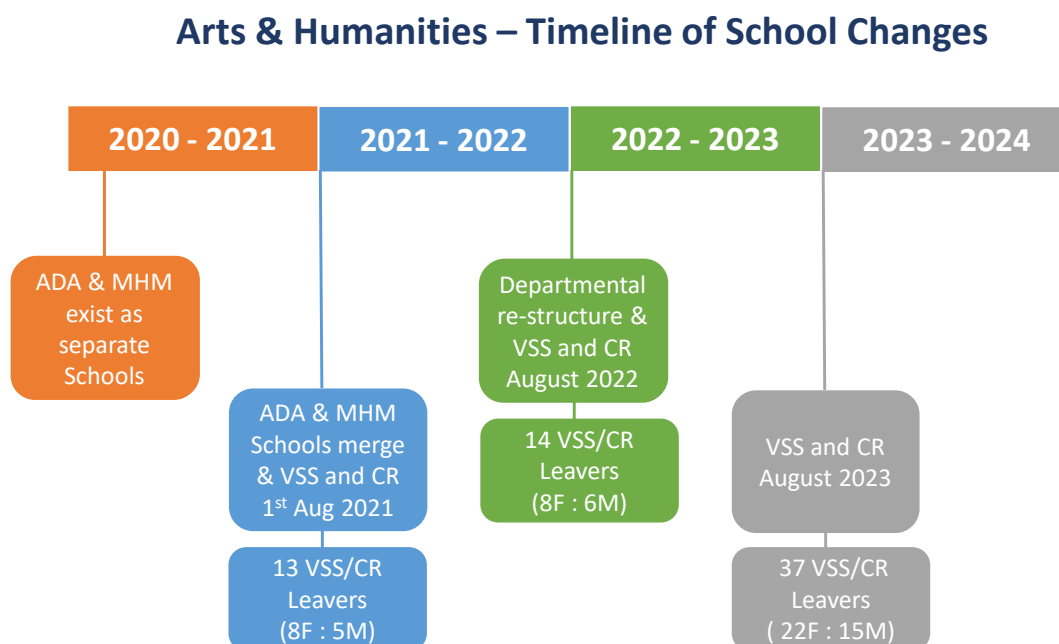 Arts & Humanities – Timeline of School Changes
2020 - 2021
2021 - 2022
2022 - 2023
2023 - 2024
ADA & MHM
exist as
separate
Schools
ADA & MHM
Schools merge
& VSS and CR
1st Aug 2021
13 VSS/CR
Leavers
(8F : 5M)
Departmental
re-structure &
VSS and CR
August 2022
14 VSS/CR
Leavers
(8F : 6M)
VSS and CR
August 2023
37 VSS/CR
Leavers
( 22F : 15M)